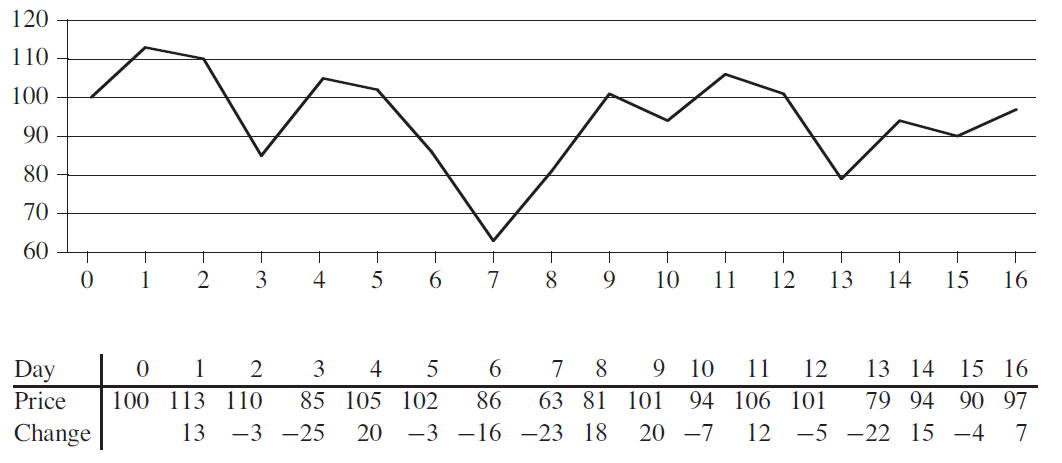 120
110
100
90
80
70
60
0 1 2 3 4 5 6 7 8 9 10 11 12 13 14 15 16
Day 0 1 2 3 4 5 6 7 8 9 10 11 12 13 14 15 16
Price 100 113 110 85 105 102 86 63 81 101 94 106 101 79 94 90 97
Change 13 −3 −25 20 −3 −16 −23 18 20 −7 12 −5 −22 15 −4 7